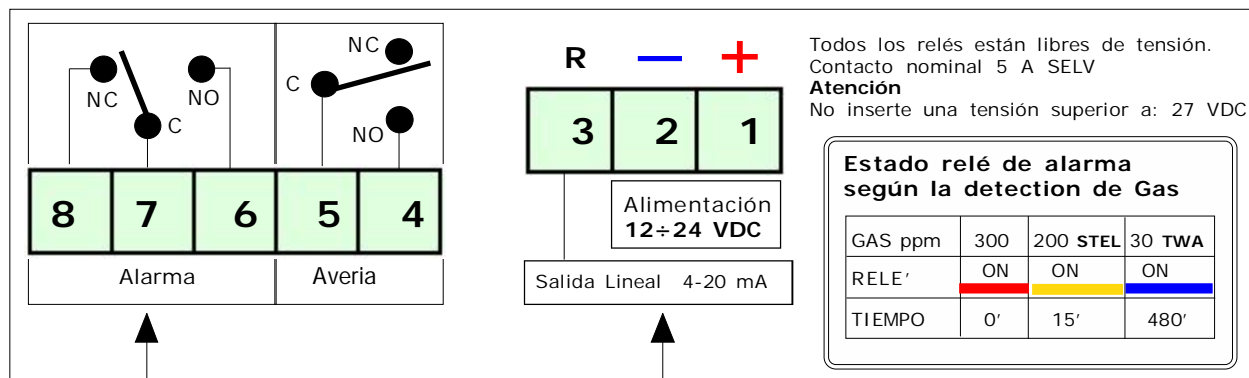 NC
NO
C
NC
C
NO
8 7 6 5 4
Alarma
Averia
R — +
3 2 1
Alimentación
12÷24 VDC
Salida Lineal 4-20 mA
Todos los relés están libres de tensión.
Contacto nominal 5 A SELV
Atención
No inserte una tensión superior a: 27 VDC
Estado relé de alarma
según la detection de Gas
GAS ppm 300 200 STEL 30 TWA
RELE' ON ON ON
TIEMPO 0' 15' 480'